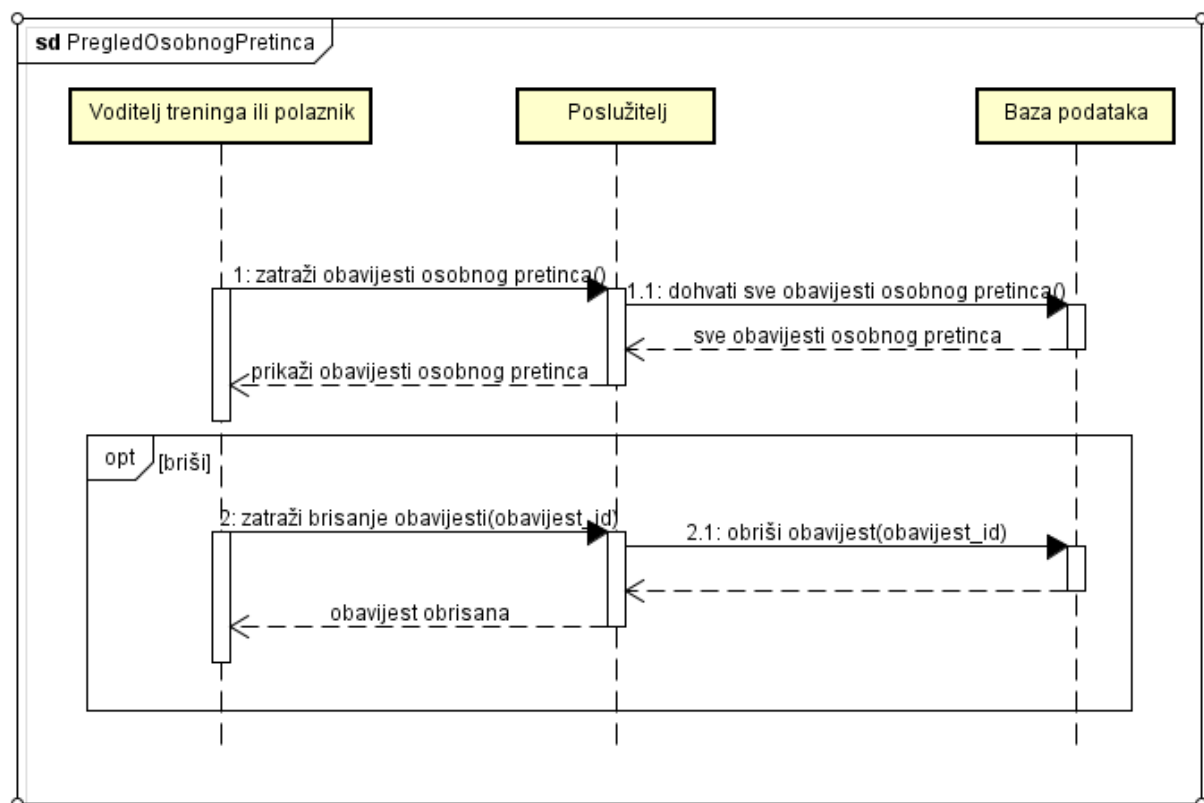 sd PregledOsobnogPretinca
Voditelj treninga ili polaznik
Poslužitelj
Baza podataka
1: zatraži obavijesti osobnog pretinca()
1.1: dohvati sve obavijesti osobnog pretinca()
sve obavijesti osobnog pretinca
prikaži obavijesti osobnog pretinca
opt
[briši]
2: zatraži brisanje obavijesti(obavijest_id)
2.1: obriši obavijest(obavijest_id)
obavijest obrisana